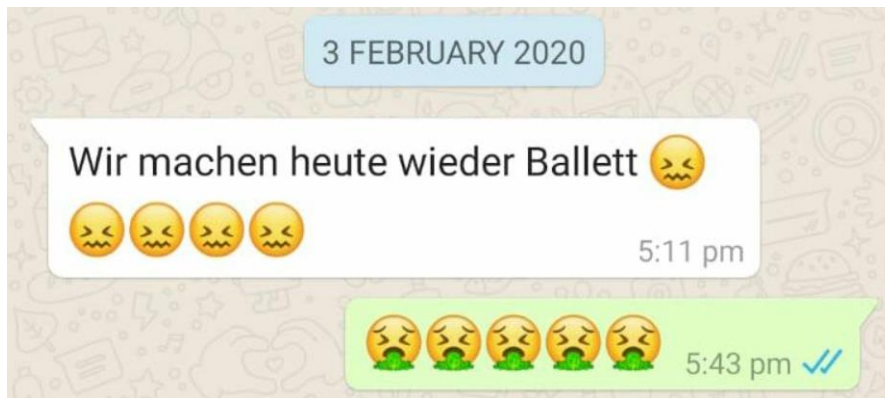 3 FEBRUARY 2020
Wir machen heute wieder Ballett 😖
😖😖😖😖
5:11 pm
🤮🤮🤮🤮🤮 5:43 pm